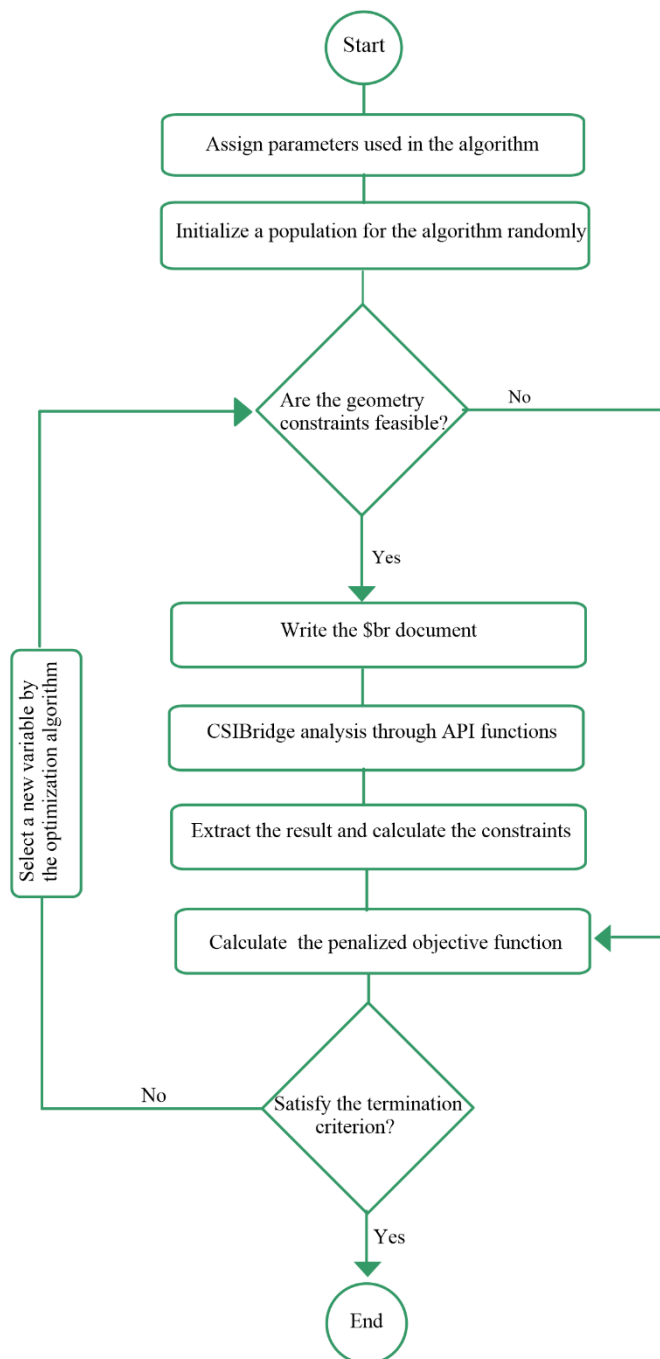 Start
Assign parameters used in the algorithm
Initialize a population for the algorithm randomly
Are the geometry
constraints feasible?
No
Yes
Write the $br document
CSIBridge analysis through API functions
Extract the result and calculate the constraints
Calculate the penalized objective function
Select a new variable by
the optimization algorithm
No
Satisfy the termination
criterion?
Yes
End